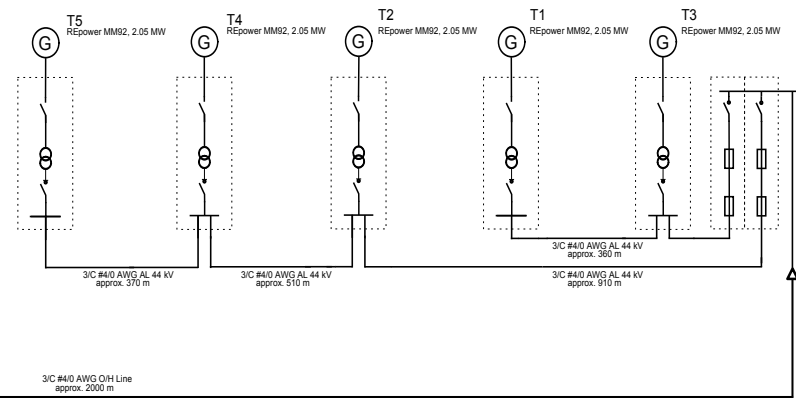 T5
REpower MM92, 2.05 MW
G
T4
REpower MM92, 2.05 MW
G
T2
REpower MM92, 2.05 MW
G
T1
REpower MM92, 2.05 MW
G
T3
REpower MM92, 2.05 MW
G
3/C #4/0 AWG AL 44 kV
approx. 360 m
3/C #4/0 AWG AL 44 kV
approx. 370 m
3/C #4/0 AWG AL 44 kV
approx. 510 m
3/C #4/0 AWG AL 44 kV
approx. 910 m
3/C #4/0 AWG O/H Line
approx. 2000 m